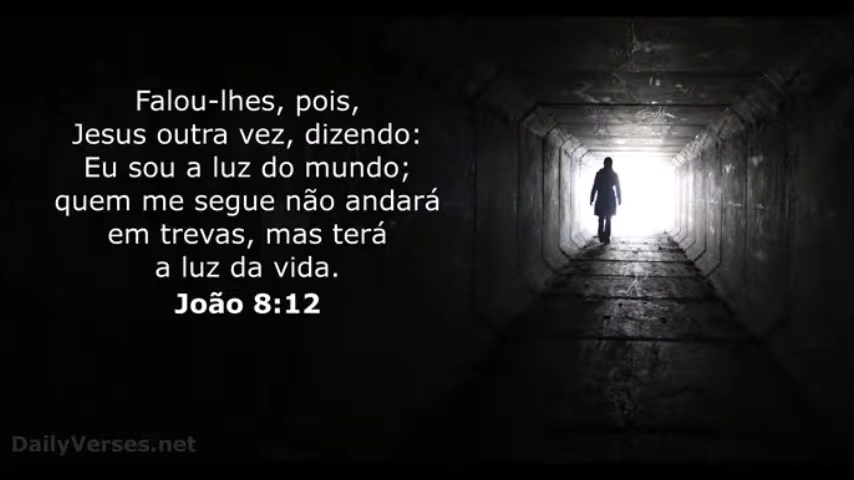 Falou-lhes, pois,
Jesus outra vez, dizendo:
Eu sou a luz do mundo;
quem me segue não andará
em trevas, mas terá
a luz da vida.
João 8:12
DailyVerses.net